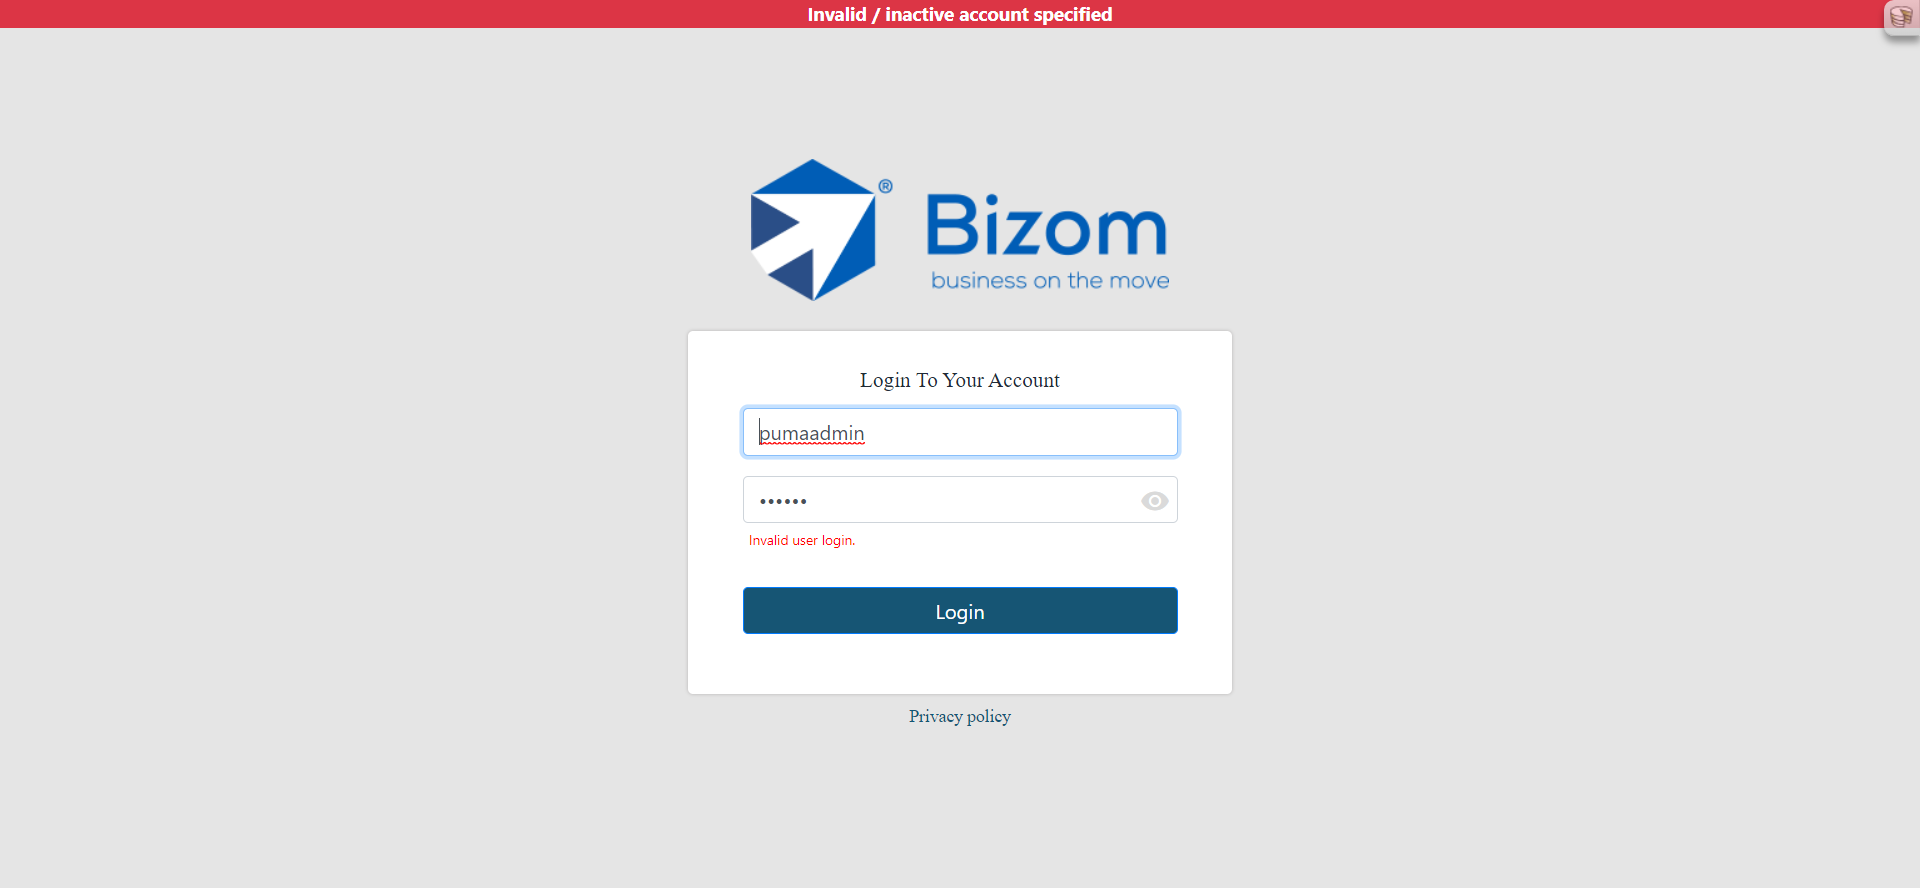 Invalid / inactive account specified
®
Bizom
business on the move
Login To Your Account
pumaadmin
••••••
Invalid user login.
Login
Privacy policy